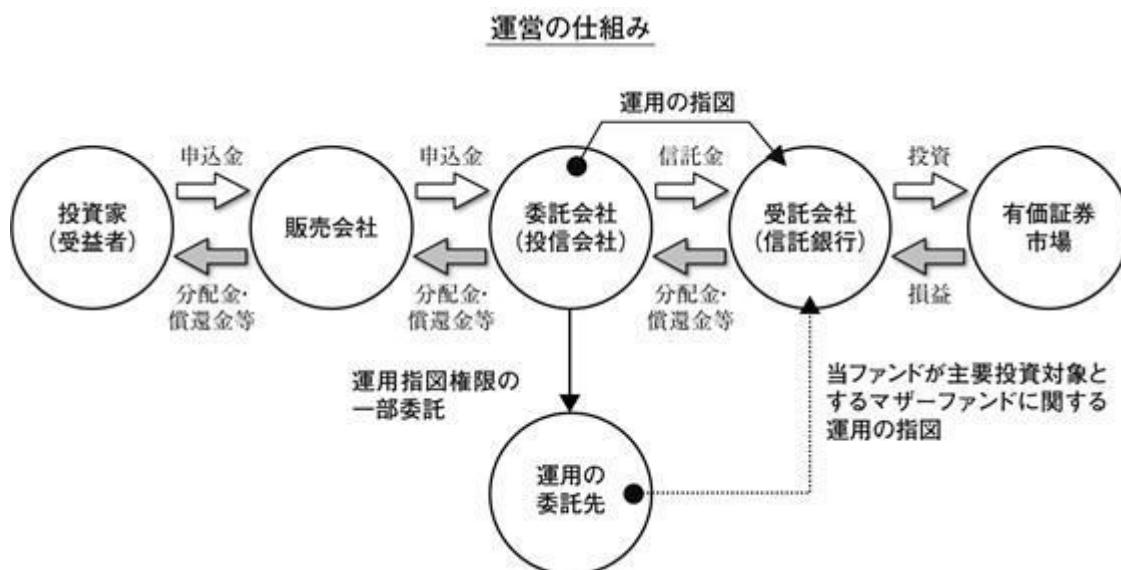 運営の仕組み
運用の指図
申込金
申込金
信託金
投資
投資家
(受益者)
販売会社
委託会社
(投信会社)
受託会社
(信託銀行)
有価証券
市場
分配金・
償還金等
分配金・
償還金等
分配金・
償還金等
損益
運用指図権限の
一部委託
当ファンドが主要投資対象と
するマザーファンドに関する
運用の指図
運用の
委託先